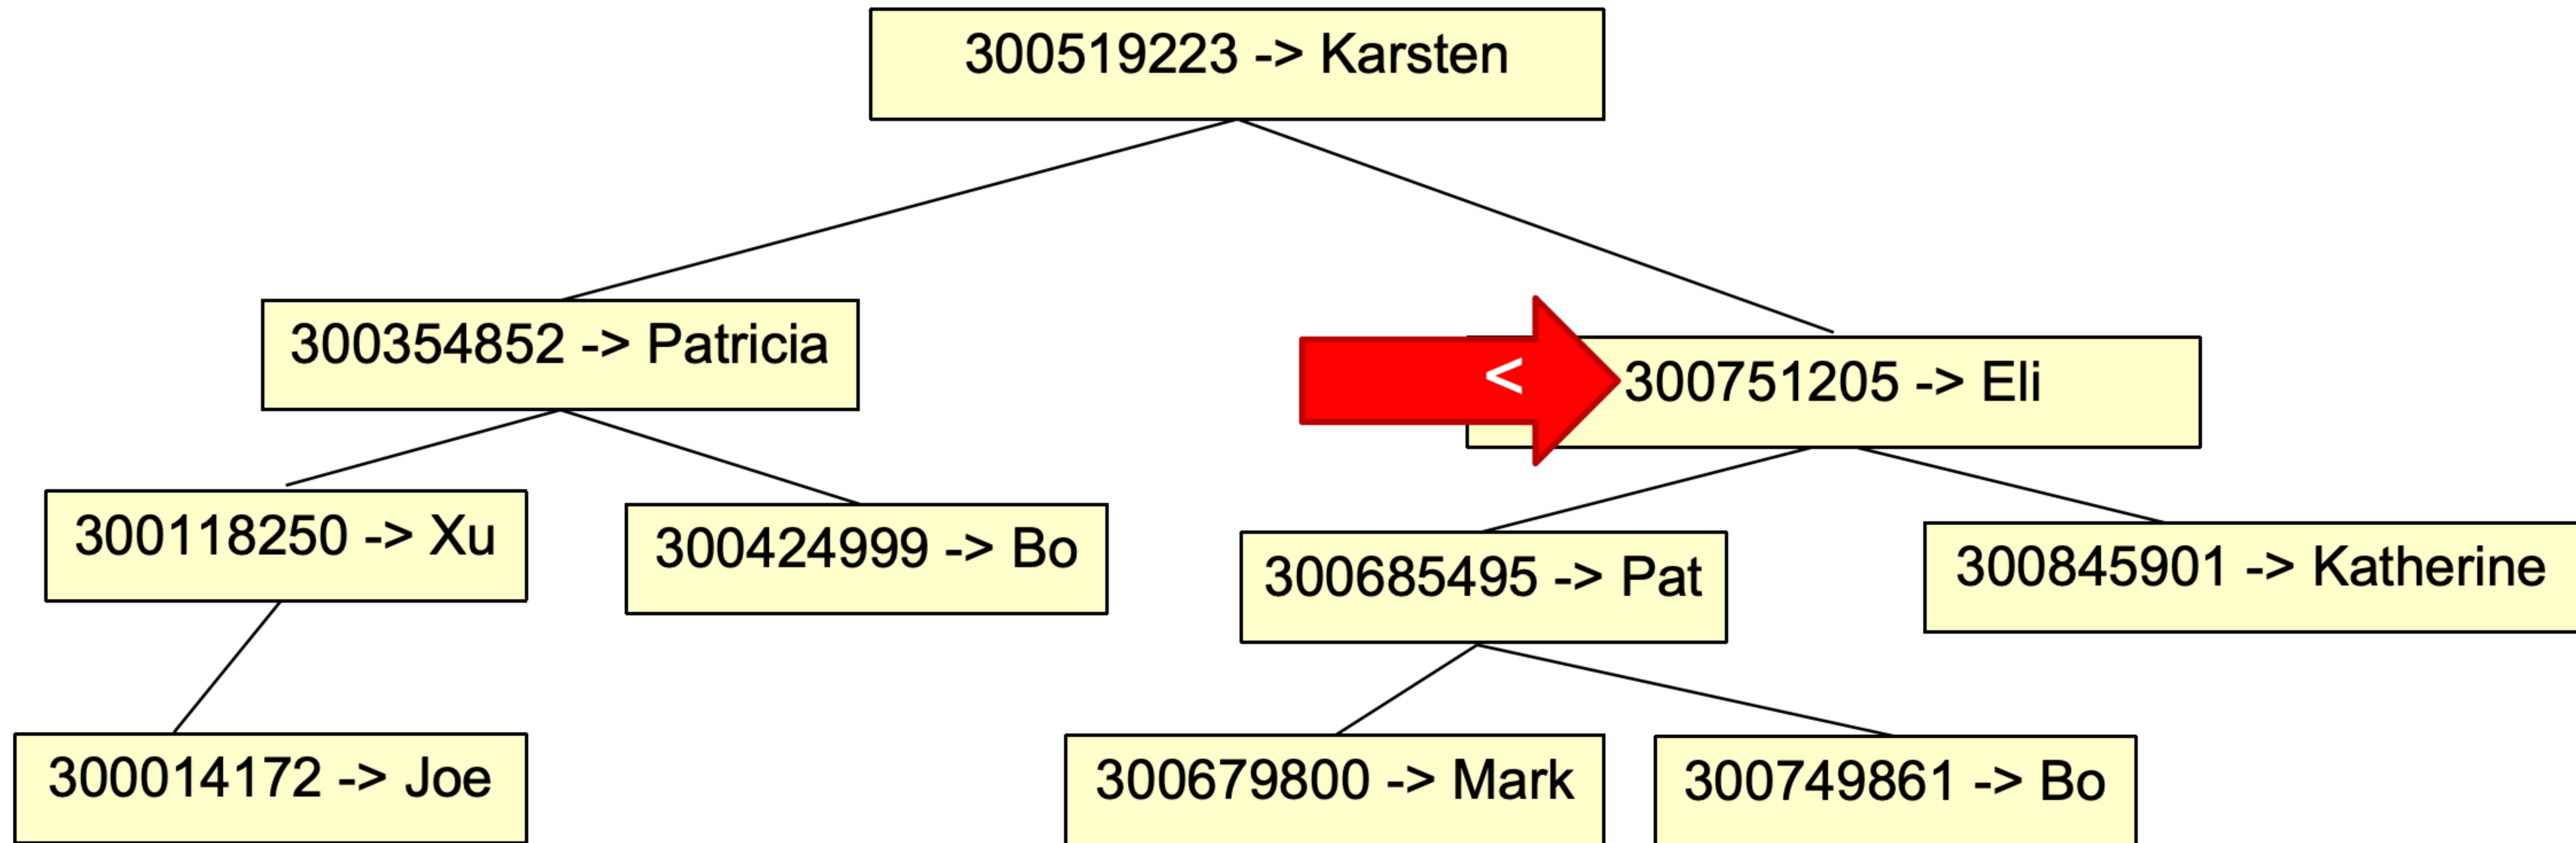 300519223 -> Karsten
300354852 -> Patricia
< 300751205 -> Eli
300118250 -> Xu
300424999 -> Bo
300685495 -> Pat
300845901 -> Katherine
300014172 -> Joe
300679800 -> Mark
300749861 -> Bo